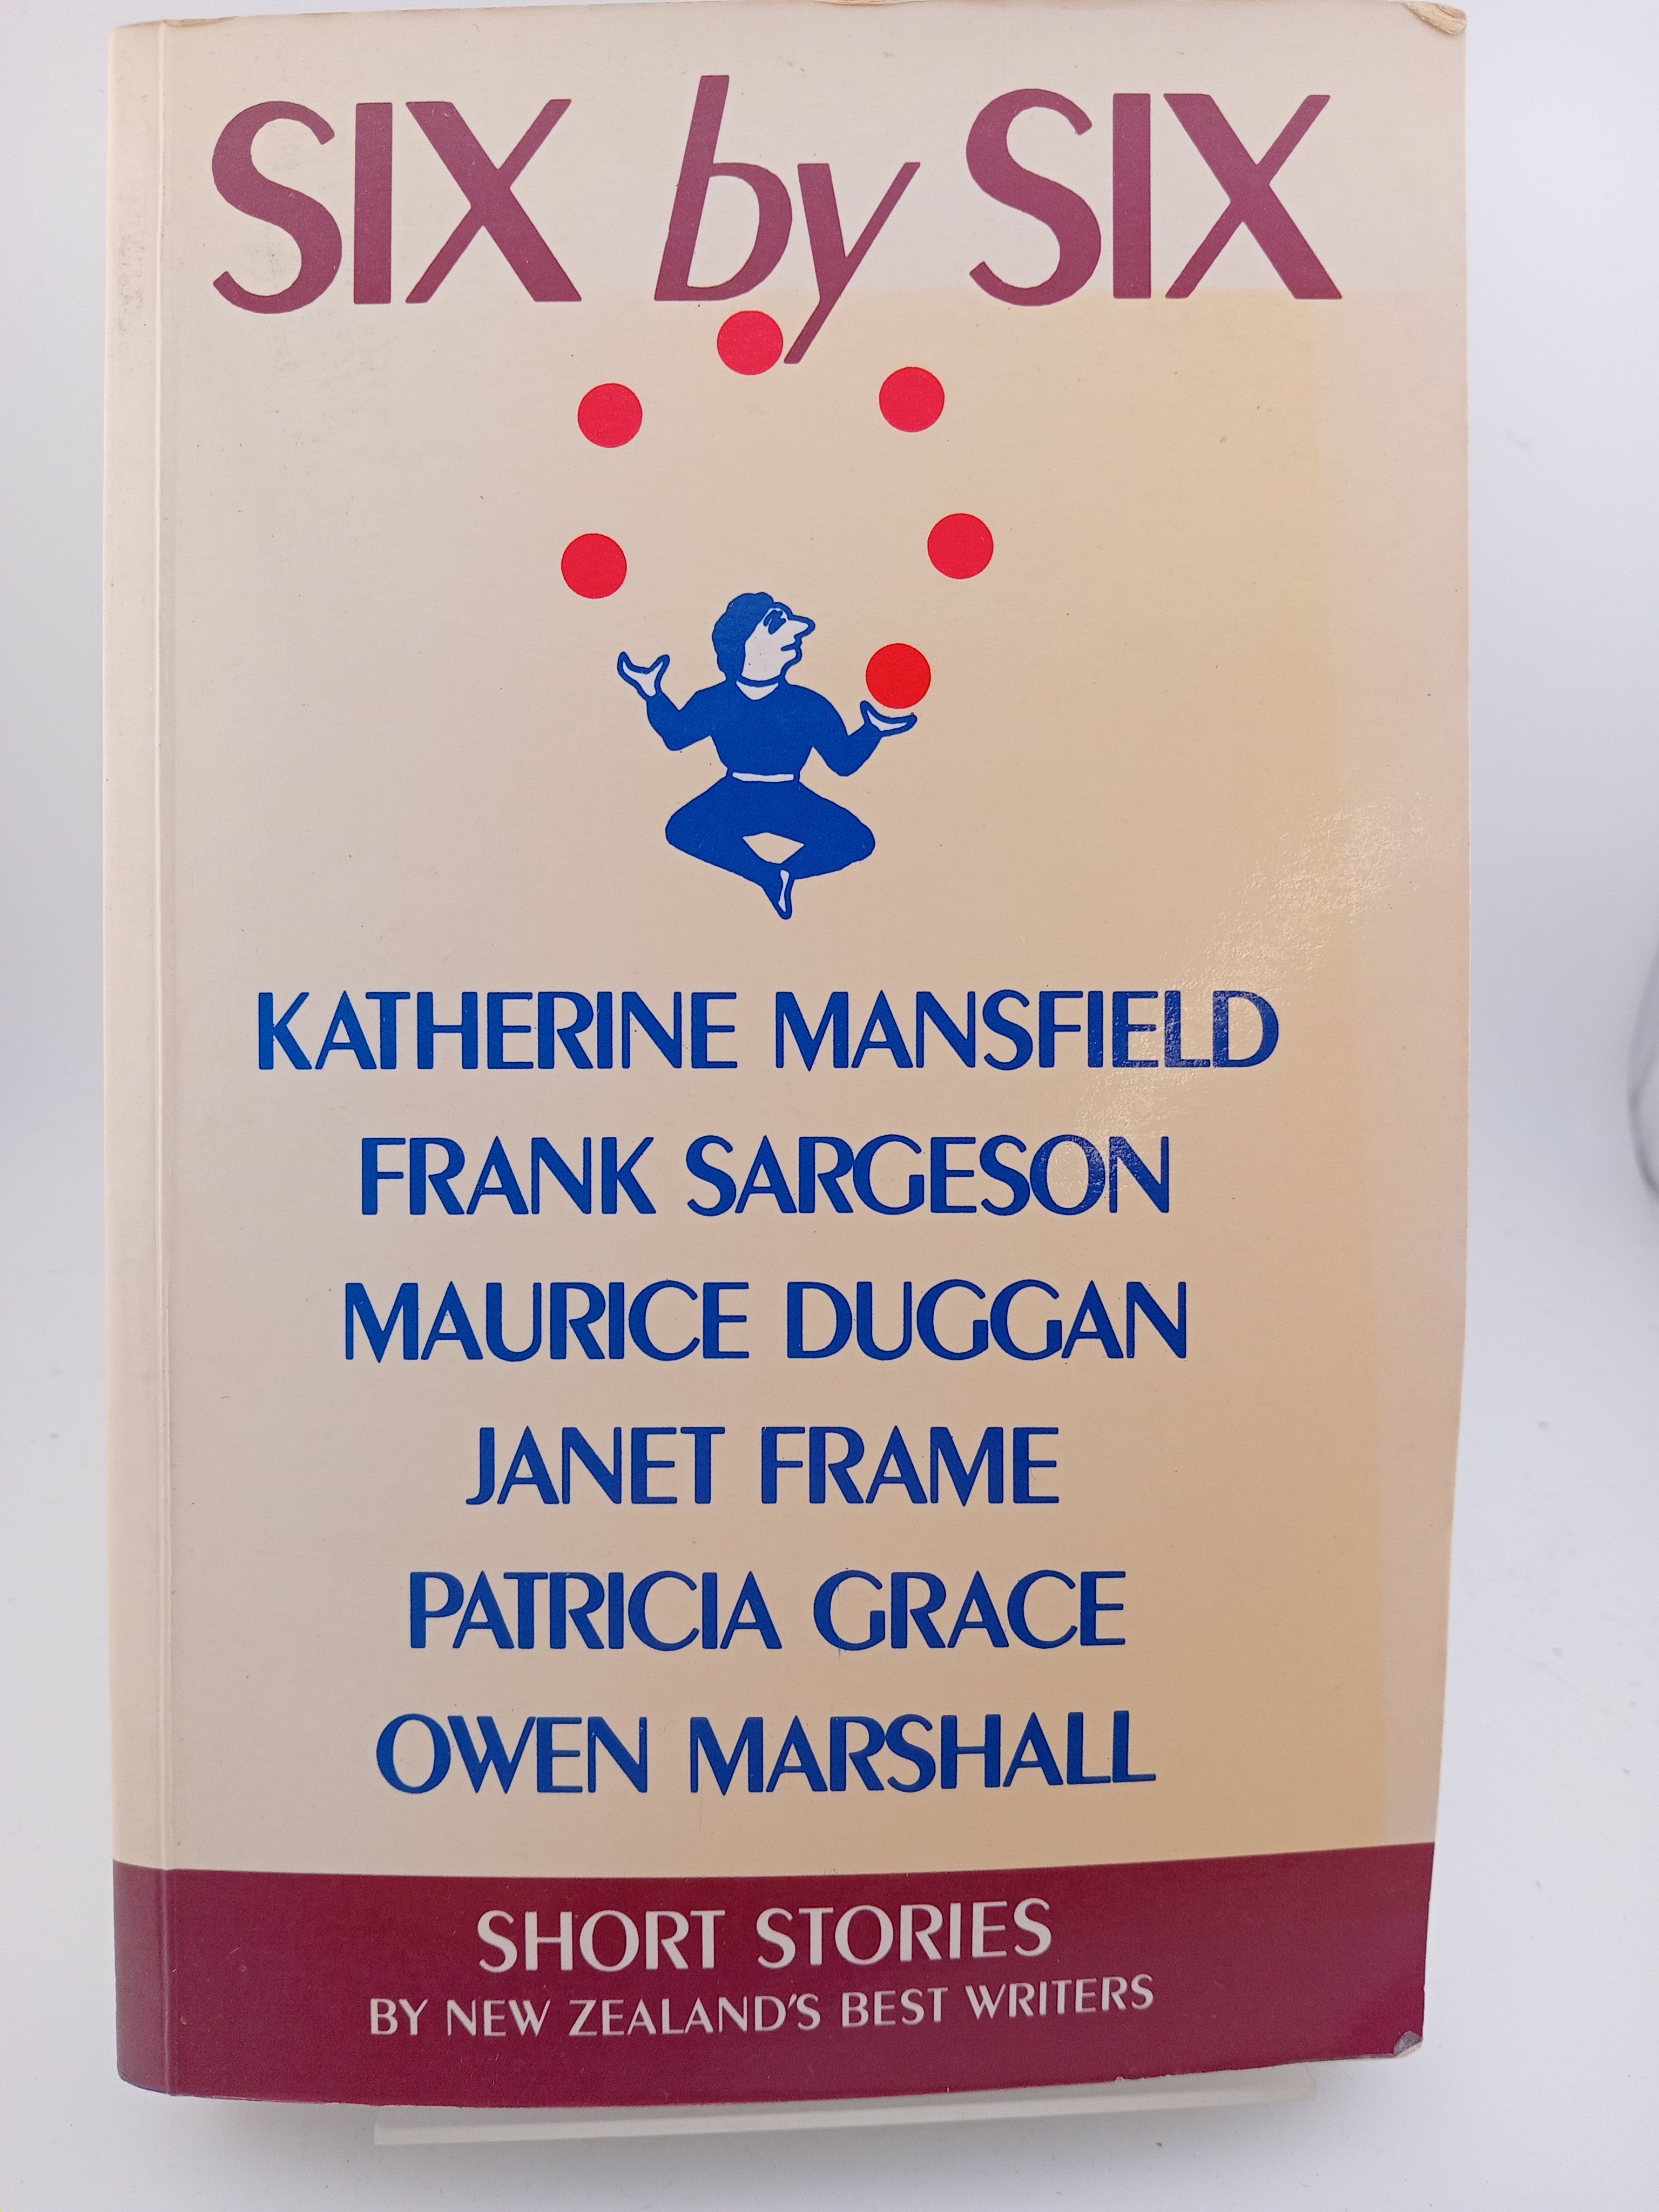 SIX by SIX
KATHERINE MANSFIELD
FRANK SARGESON
MAURICE DUGGAN
JANET FRAME
PATRICIA GRACE
OWEN MARSHALL
SHORT STORIES
BY NEW ZEALAND'S BEST WRITERS